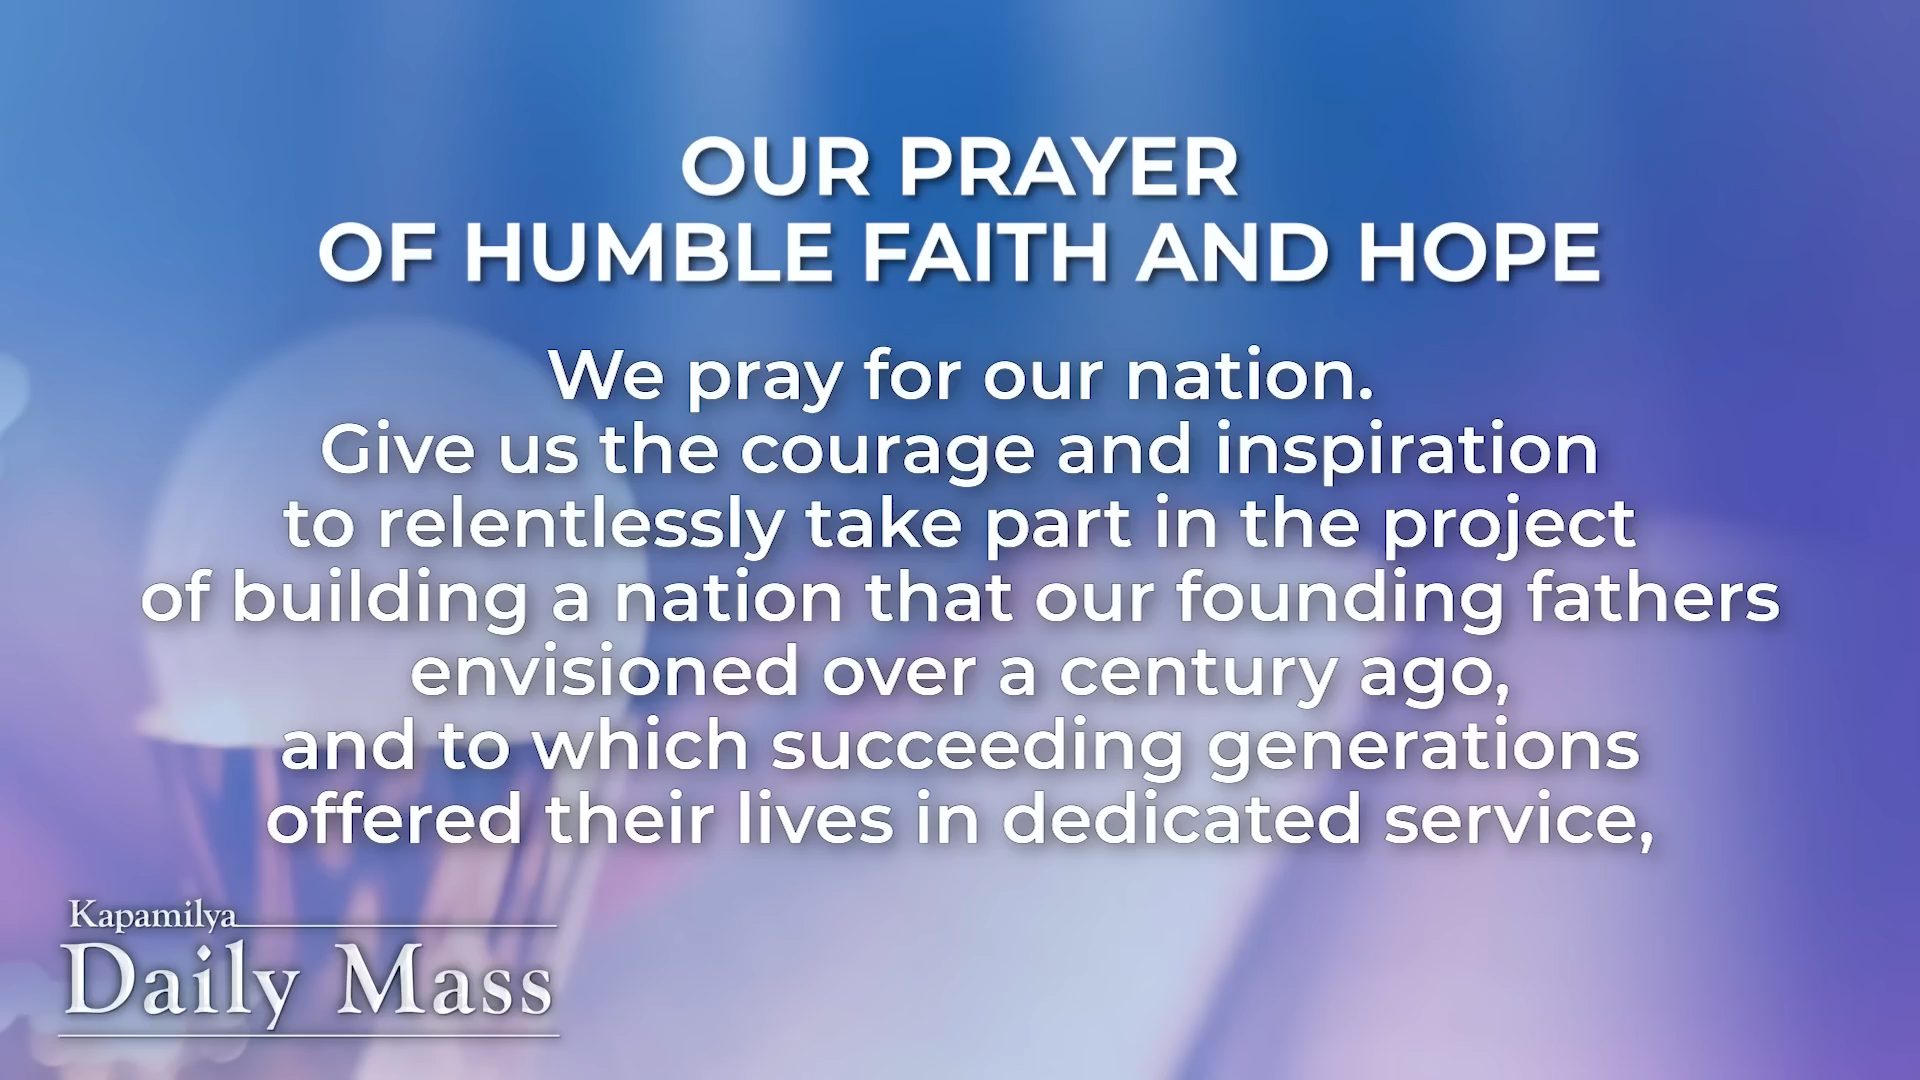 OUR PRAYER
OF HUMBLE FAITH AND HOPE
We pray for our nation.
Give us the courage and inspiration
to relentlessly take part in the project
of building a nation that our founding fathers
envisioned over a century ago,
and to which succeeding generations
offered their lives in dedicated service,
Kapamilya
Daily Mass